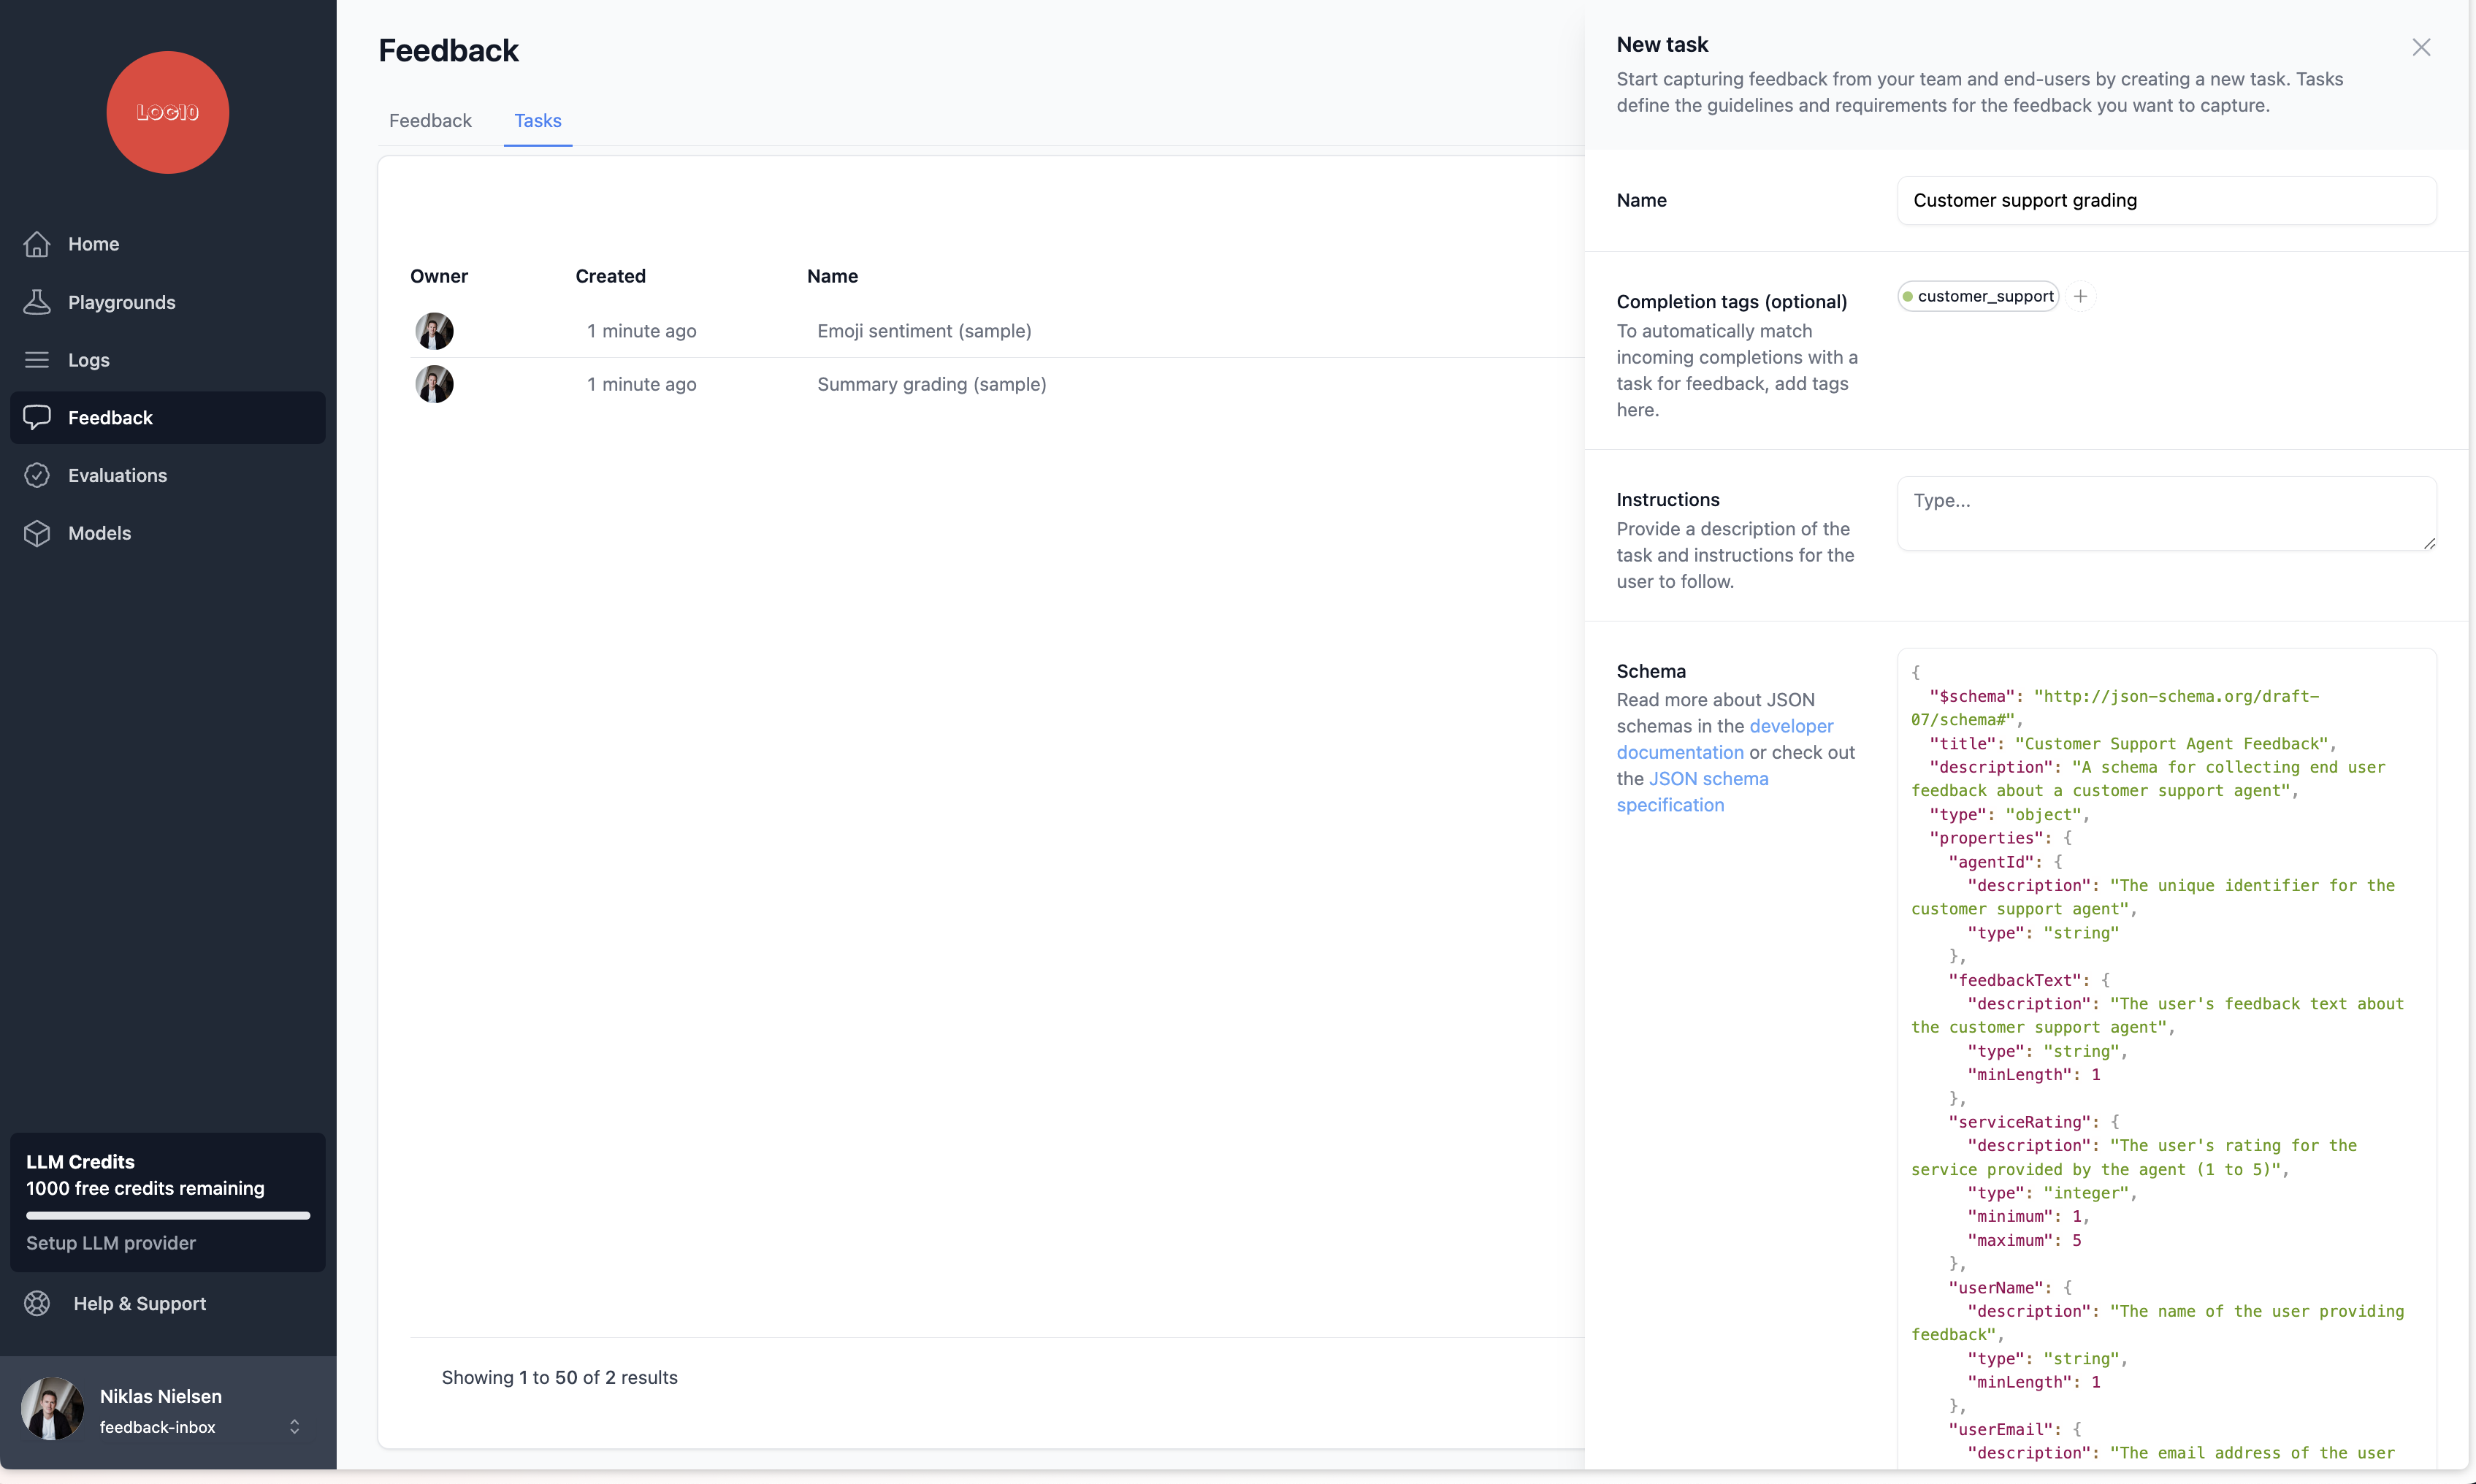 LOG10
Home
Playgrounds
Logs
Feedback
Evaluations
Models
LLM Credits
1000 free credits remaining
Setup LLM provider
Help & Support
Niklas Nielsen
feedback-inbox
Feedback
Feedback Tasks
Owner Created Name
1 minute ago Emoji sentiment (sample)
1 minute ago Summary grading (sample)
Showing 1 to 50 of 2 results
New task
Start capturing feedback from your team and end-users by creating a new task. Tasks
define the guidelines and requirements for the feedback you want to capture.
Name
Customer support grading
Completion tags (optional)
To automatically match
incoming completions with a
task for feedback, add tags
here.
customer_support
Instructions
Provide a description of the
task and instructions for the
user to follow.
Type...
Schema
Read more about JSON
schemas in the developer
documentation or check out
the JSON schema
specification
{
"$schema": "http://json-schema.org/draft-
07/schema#",
"title": "Customer Support Agent Feedback",
"description": "A schema for collecting end user
feedback about a customer support agent",
"type": "object",
"properties": {
"agentId": {
"description": "The unique identifier for the
customer support agent",
"type": "string"
},
"feedbackText": {
"description": "The user's feedback text about
the customer support agent",
"type": "string",
"minLength": 1
},
"serviceRating": {
"description": "The user's rating for the
service provided by the agent (1 to 5)",
"type": "integer",
"minimum": 1,
"maximum": 5
},
"userName": {
"description": "The name of the user providing
feedback",
"type": "string",
"minLength": 1
},
"userEmail": {
"description": "The email address of the user